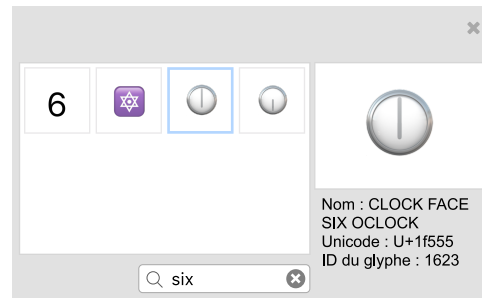 6
six
Nom : CLOCK FACE
SIX OCLOCK
Unicode : U+1f555
ID du glyphe : 1623